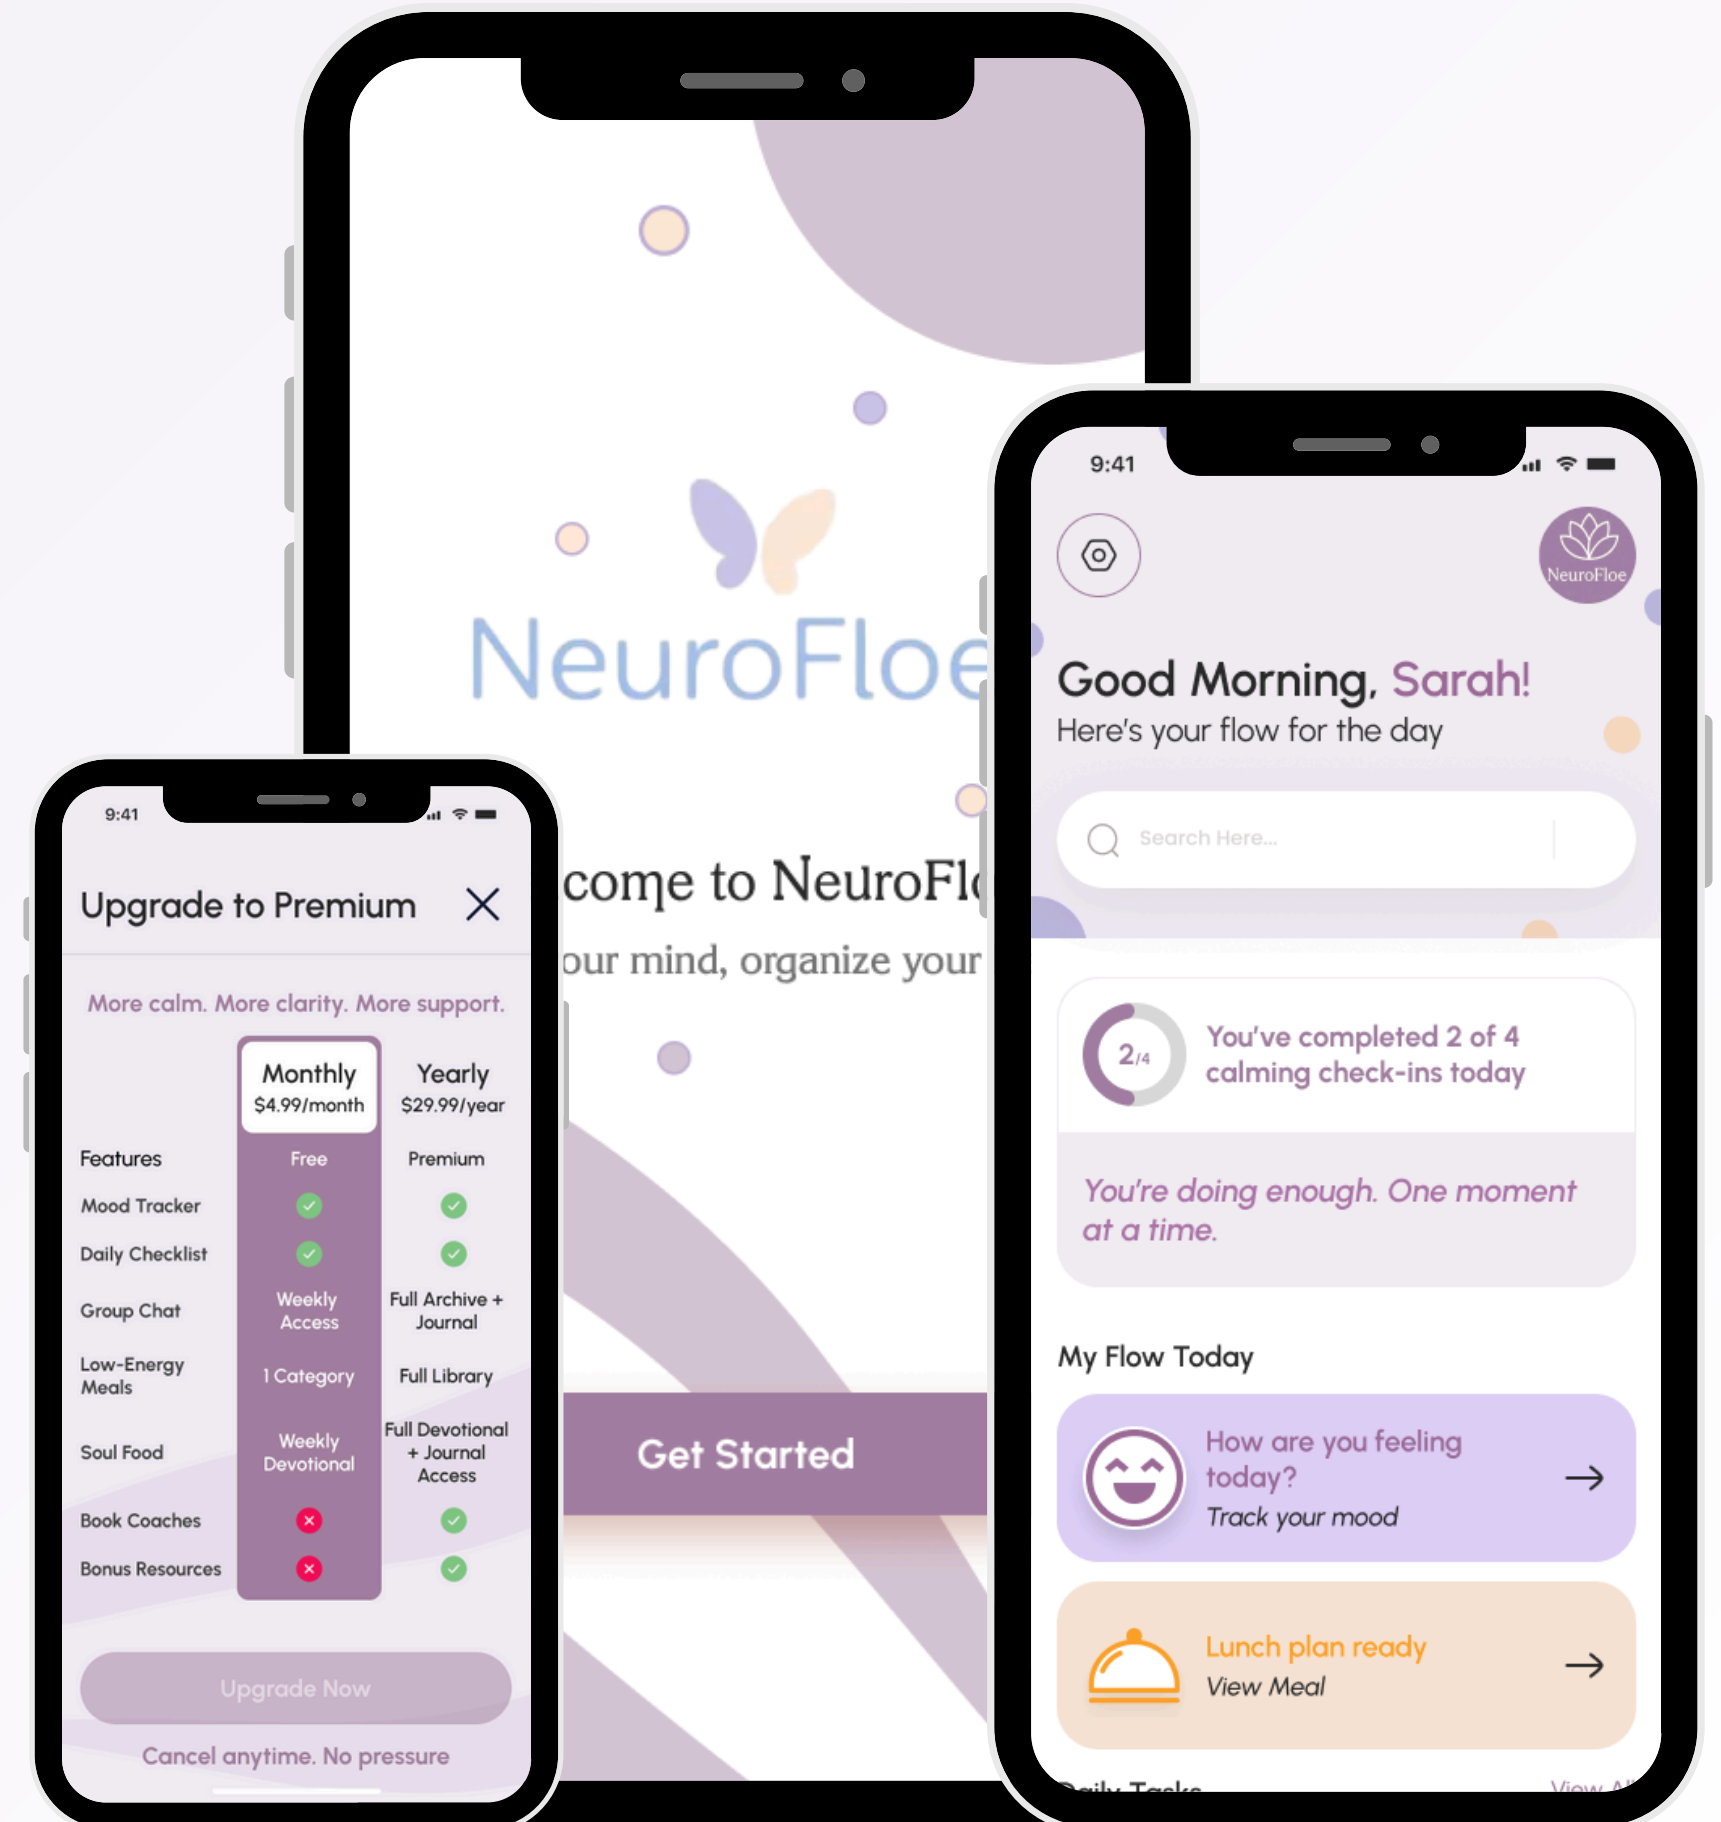 NeuroFloe
come to NeuroFlo
our mind, organize your
Get Started
9:41
Upgrade to Premium
More calm. More clarity. More support.
Monthly
$4.99/month
Yearly
$29.99/year
Features
Free
Premium
Mood Tracker
Daily Checklist
Group Chat
Weekly
Access
Full Archive +
Journal
Low-Energy
Meals
1 Category
Full Library
Soul Food
Weekly
Devotional
Full Devotional
+ Journal
Access
Book Coaches
Bonus Resources
Upgrade Now
Cancel anytime. No pressure
9:41
NeuroFloe
Good Morning, Sarah!
Here's your flow for the day
Search Here...
2/4
You've completed 2 of 4
calming check-ins today
You're doing enough. One moment
at a time.
My Flow Today
How are you feeling
today?
Track your mood
Lunch plan ready
View Meal
Daily Tasks
View All